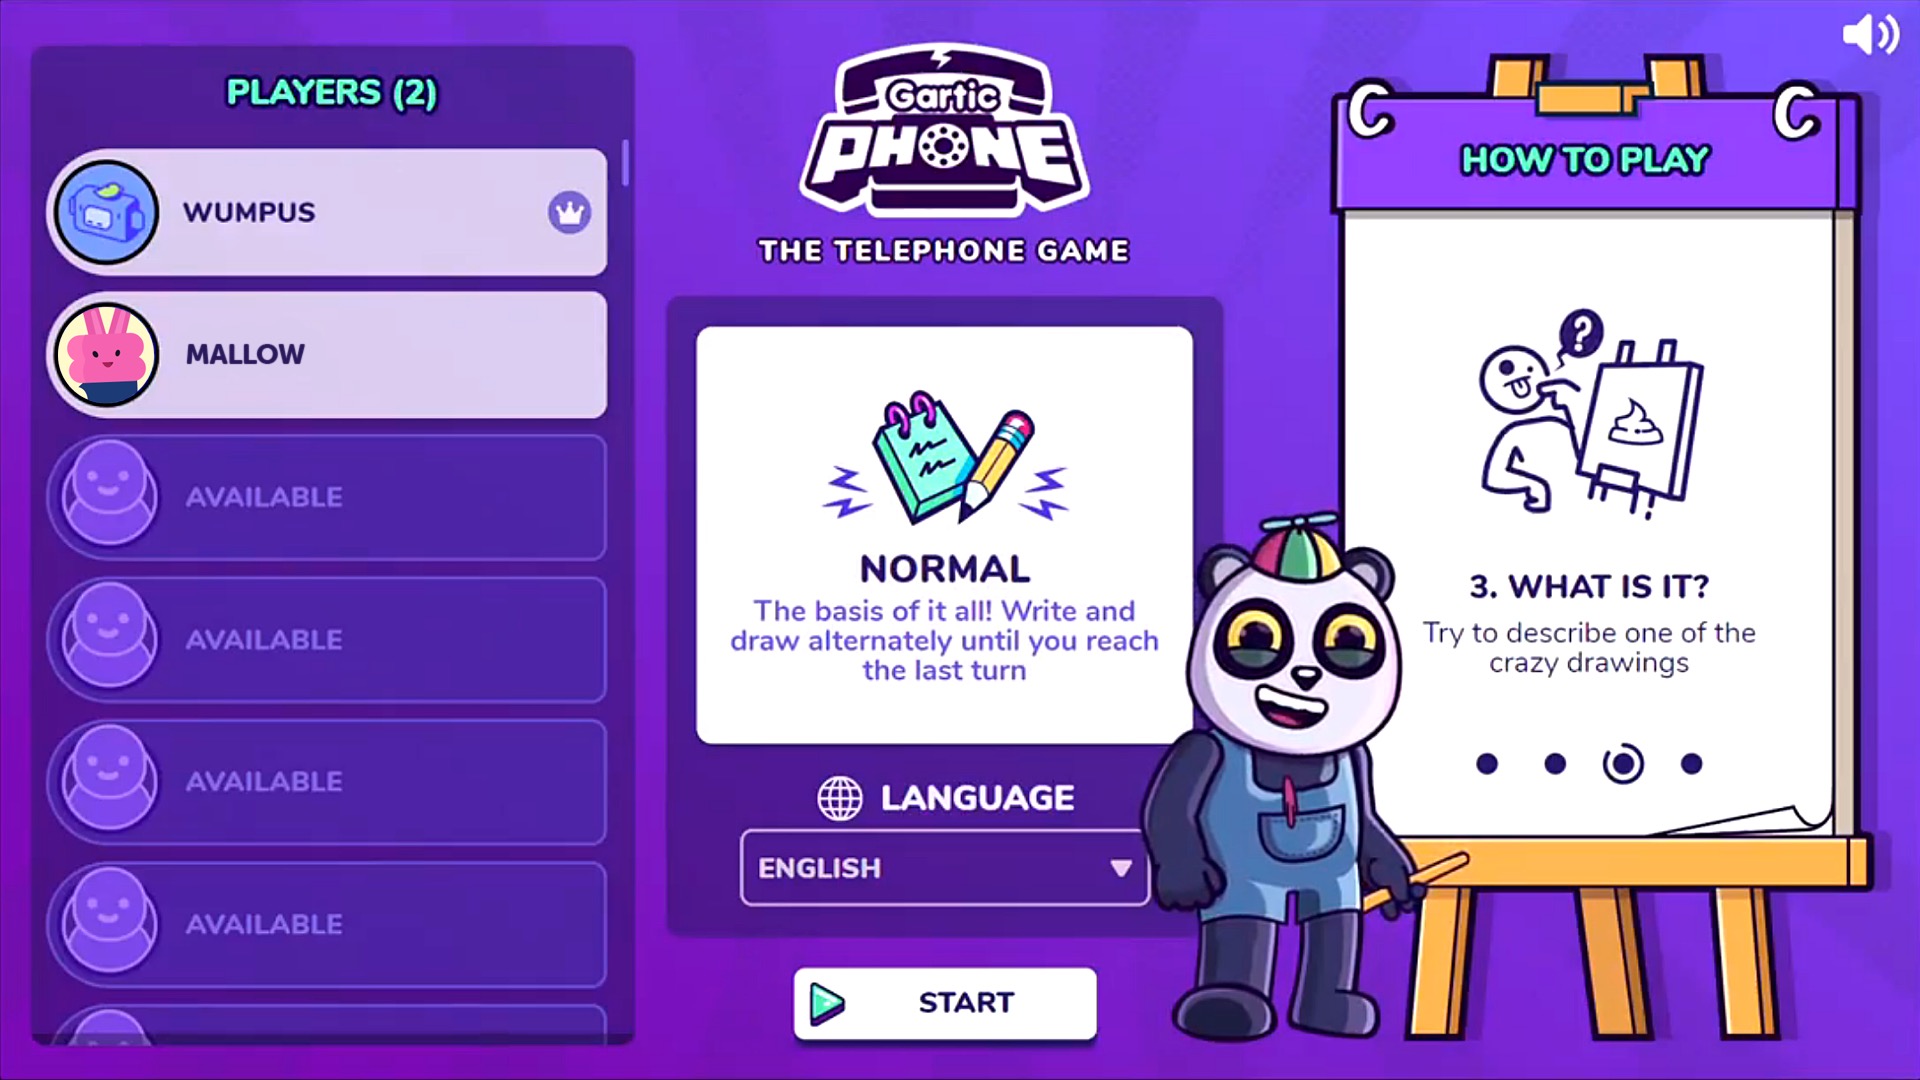 PLAYERS (2)
WUMPUS
MALLOW
AVAILABLE
AVAILABLE
AVAILABLE
AVAILABLE
Gartic
PHONE
THE TELEPHONE GAME
NORMAL
The basis of it all! Write and
draw alternately until you reach
the last turn
LANGUAGE
ENGLISH
START
HOW TO PLAY
?
3. WHAT IS IT?
Try to describe one of the
crazy drawings